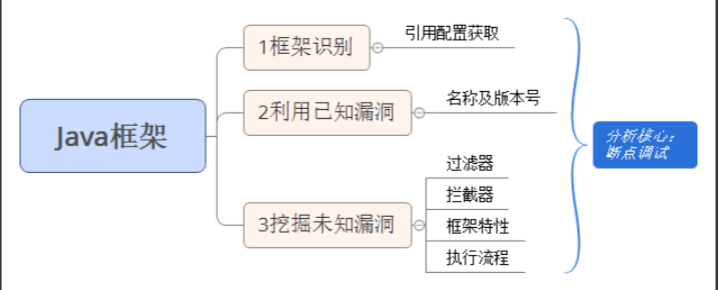 Java框架
1框架识别
引用配置获取
2利用已知漏洞
名称及版本号
3挖掘未知漏洞
过滤器
拦截器
框架特性
执行流程
分析核心：
断点调试